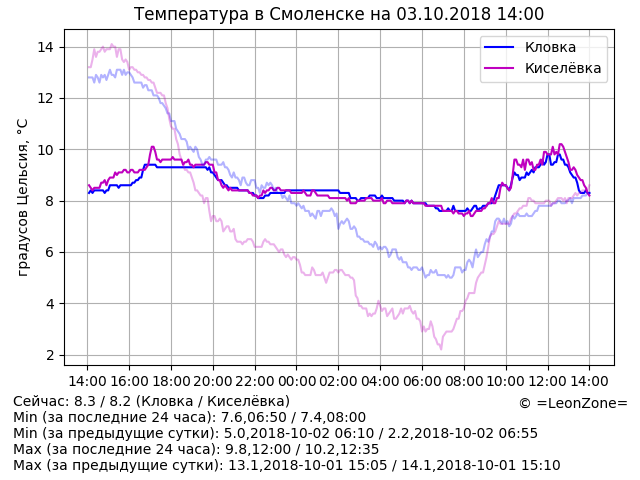 Температура в Смоленске на 03.10.2018 14:00
Кловка
Киселёвка
градусов Цельсия, °C
14
12
10
8
6
4
2
14:00 16:00 18:00 20:00 22:00 00:00 02:00 04:00 06:00 08:00 10:00 12:00 14:00
Сейчас: 8.3 / 8.2 (Кловка / Киселёвка)
© =LeonZone=
Min (за последние 24 часа): 7.6,06:50 / 7.4,08:00
Min (за предыдущие сутки): 5.0,2018-10-02 06:10 / 2.2,2018-10-02 06:55
Max (за последние 24 часа): 9.8,12:00 / 10.2,12:35
Max (за предыдущие сутки): 13.1,2018-10-01 15:05 / 14.1,2018-10-01 15:10